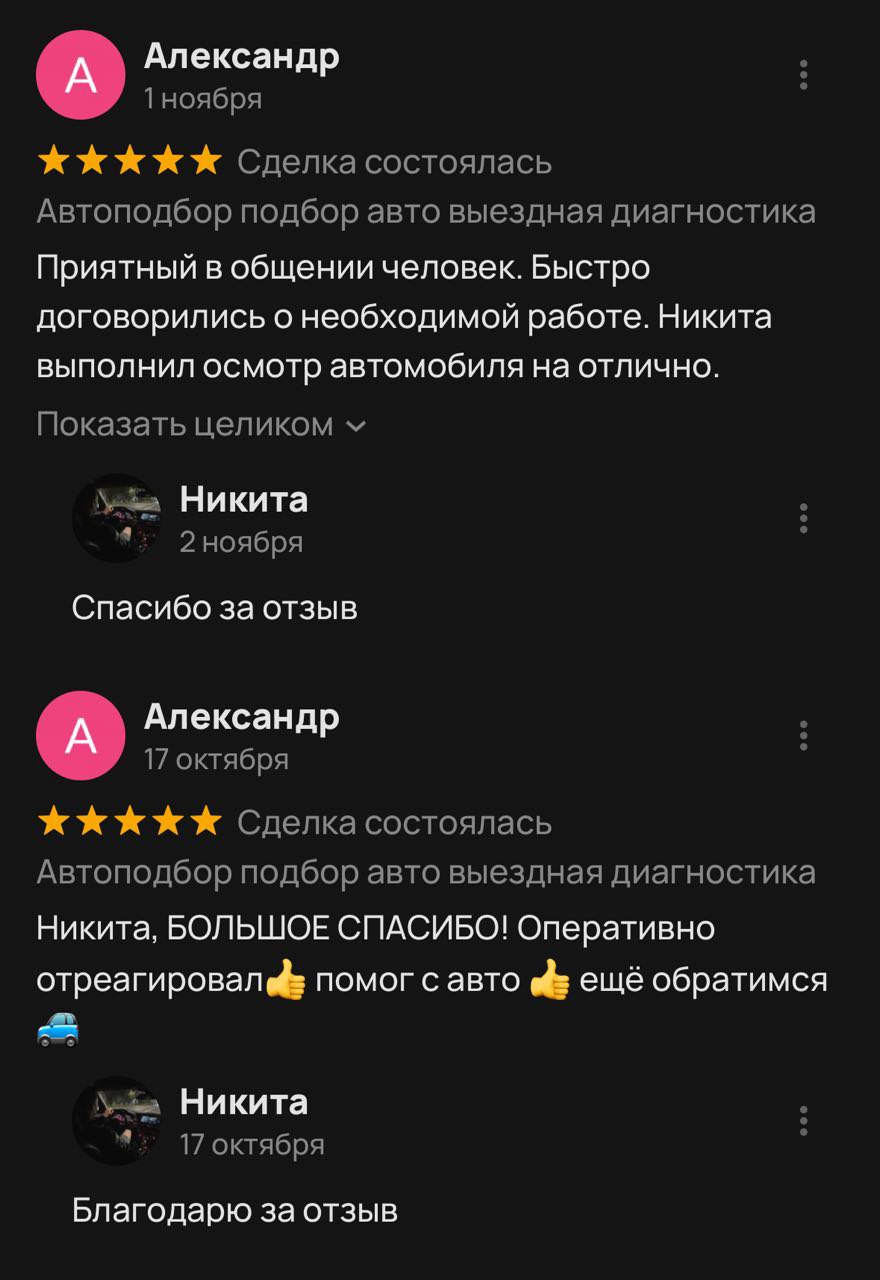 А
Александр
1 ноября
Сделка состоялась
Автоподбор подбор авто выездная диагностика
Приятный в общении человек. Быстро
договорились о необходимой работе. Никита
выполнил осмотр автомобиля на отлично.
Показать целиком
Никита
2 ноября
Спасибо за отзыв
А
Александр
17 октября
Сделка состоялась
Автоподбор подбор авто выездная диагностика
Никита, БОЛЬШОЕ СПАСИБО! Оперативно
отреагировал👍 помог с авто 👍 ещё обратимся
🚙
Никита
17 октября
Благодарю за отзыв